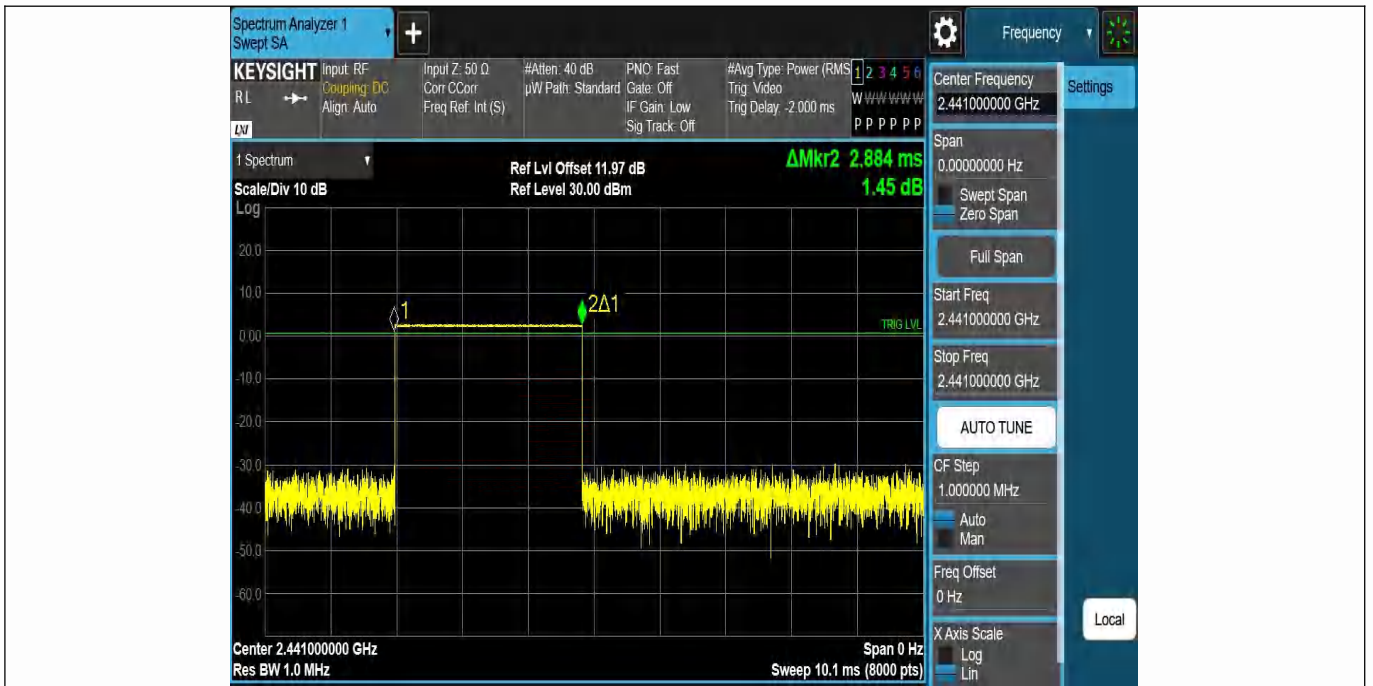 Spectrum Analyzer 1
Swept SA
+
Frequency
KEYSIGHT
RL
LXI
Input: RF
Coupling: DC
Align: Auto
Input Z: 50 Ω
Corr CCorr
Freq Ref: Int (S)
#Atten: 40 dB
µW Path: Standard
PNO: Fast
Gate: Off
IF Gain: Low
Sig Track: Off
#Avg Type: Power (RMS
Trig: Video
Trig Delay: -2.000 ms
1 2 3 4 5 6
W W W W W W
P P P P P P
1 Spectrum
Scale/Div 10 dB
Log
Ref Lvl Offset 11.97 dB
Ref Level 30.00 dBm
ΔMkr2 2.884 ms
1.45 dB
20.0
10.0
0.00
-10.0
-20.0
-30.0
-40.0
-50.0
-60.0
1
2Δ1
TRIG LVL
Center 2.441000000 GHz
Res BW 1.0 MHz
Span 0 Hz
Sweep 10.1 ms (8000 pts)
Center Frequency
2.441000000 GHz
Settings
Span
0.00000000 Hz
Swept Span
Zero Span
Full Span
Start Freq
2.441000000 GHz
Stop Freq
2.441000000 GHz
AUTO TUNE
CF Step
1.000000 MHz
Auto
Man
Freq Offset
0 Hz
Local
X Axis Scale
Log
Lin